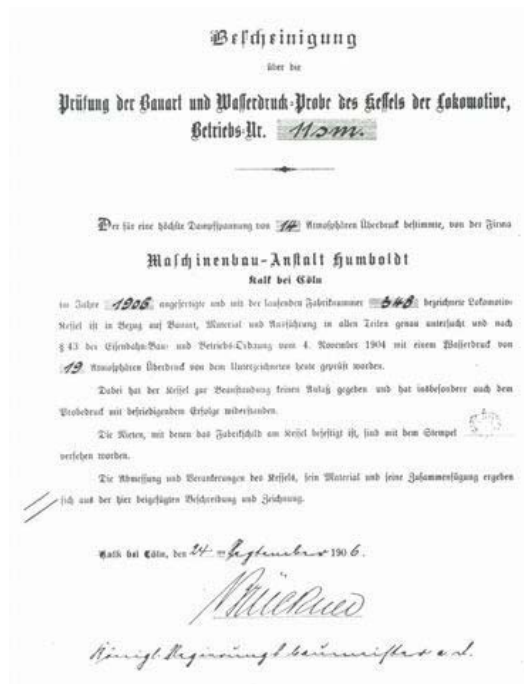 Bescheinigung
über die
Prüfung der Bauart und Wasserdruck-Probe des Kessels der Lokomotive,
Betriebs-Nr.
Der für eine höchste Dampfspannung von 14 Atmosphären Überdruck bestimmte, von der Firma
Maschinenbau-Anstalt Humboldt
Kalk bei Cöln
im Jahre 1906 angefertigte und mit der laufenden Fabriknummer 348 bezeichnete Lokomotiv-
Kessel ist in Bezug auf Bauart, Material und Ausführung in allen Teilen genau untersucht und nach
§ 43 der Eisenbahn-Bau- und Betriebs-Ordnung vom 4. November 1904 mit einem Wasserdruck von
19 Atmosphären Überdruck von dem Unterzeichneten heute geprüft worden.
Dabei hat der Kessel zur Beanstandung keinen Anlaß gegeben und hat insbesondere auch dem
Probedruck mit befriedigendem Erfolge widerstanden.
Die Nieten, mit denen das Fabrikschild am Kessel befestigt ist, sind mit dem Stempel
versehen worden.
Die Abmessung und Verankerungen des Kessels, sein Material und seine Zusammenfügung ergeben
sich aus der hier beigefügten Beschreibung und Zeichnung.
Kalk bei Cöln, den 24 ten September 1906.
Brückner
Königl. Regierungsbaumeister a. D.